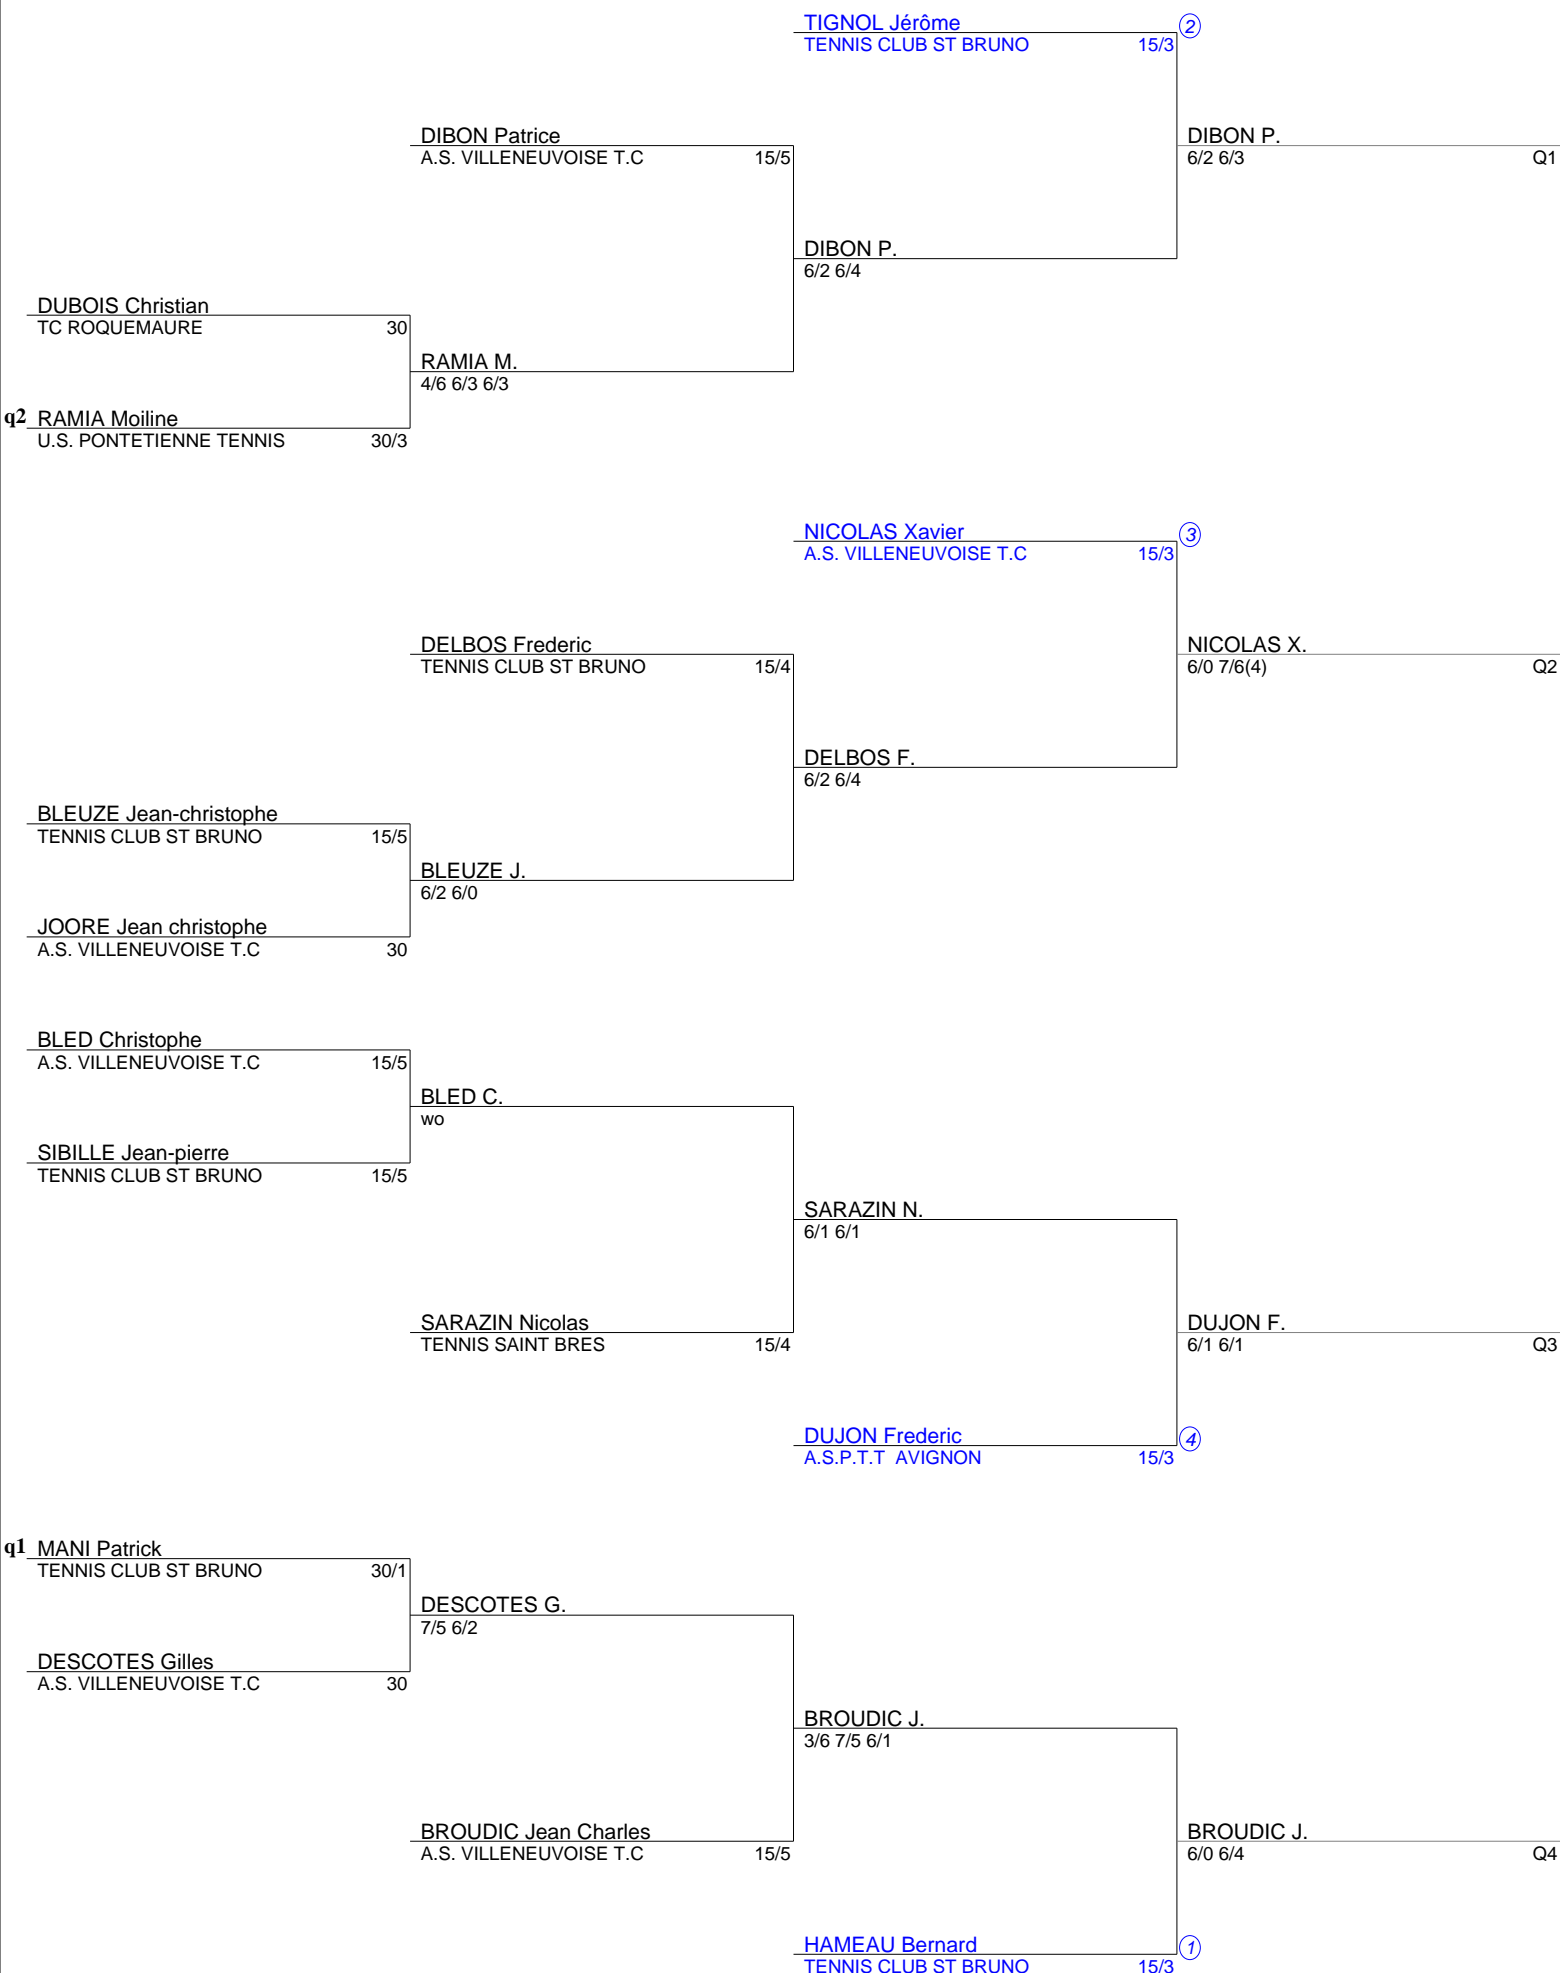 TIGNOL Jérôme 2
TENNIS CLUB ST BRUNO 15/3
DIBON Patrice
A.S. VILLENEUVOISE T.C 15/5
DIBON P.
6/2 6/3 Q1
DIBON P.
6/2 6/4
DUBOIS Christian
TC ROQUEMAURE 30
RAMIA M.
4/6 6/3 6/3
q2 RAMIA Moiline
U.S. PONTETIENNE TENNIS 30/3
NICOLAS Xavier 3
A.S. VILLENEUVOISE T.C 15/3
DELBOS Frederic
TENNIS CLUB ST BRUNO 15/4
NICOLAS X.
6/0 7/6(4) Q2
DELBOS F.
6/2 6/4
BLEUZE Jean-christophe
TENNIS CLUB ST BRUNO 15/5
BLEUZE J.
6/2 6/0
JOORE Jean christophe
A.S. VILLENEUVOISE T.C 30
BLED Christophe
A.S. VILLENEUVOISE T.C 15/5
BLED C.
wo
SIBILLE Jean-pierre
TENNIS CLUB ST BRUNO 15/5
SARAZIN N.
6/1 6/1
SARAZIN Nicolas
TENNIS SAINT BRES 15/4
DUJON F.
6/1 6/1 Q3
DUJON Frederic 4
A.S.P.T.T AVIGNON 15/3
q1 MANI Patrick
TENNIS CLUB ST BRUNO 30/1
DESCOTES G.
7/5 6/2
DESCOTES Gilles
A.S. VILLENEUVOISE T.C 30
BROUDIC J.
3/6 7/5 6/1
BROUDIC Jean Charles
A.S. VILLENEUVOISE T.C 15/5
BROUDIC J.
6/0 6/4 Q4
HAMEAU Bernard 1
TENNIS CLUB ST BRUNO 15/3